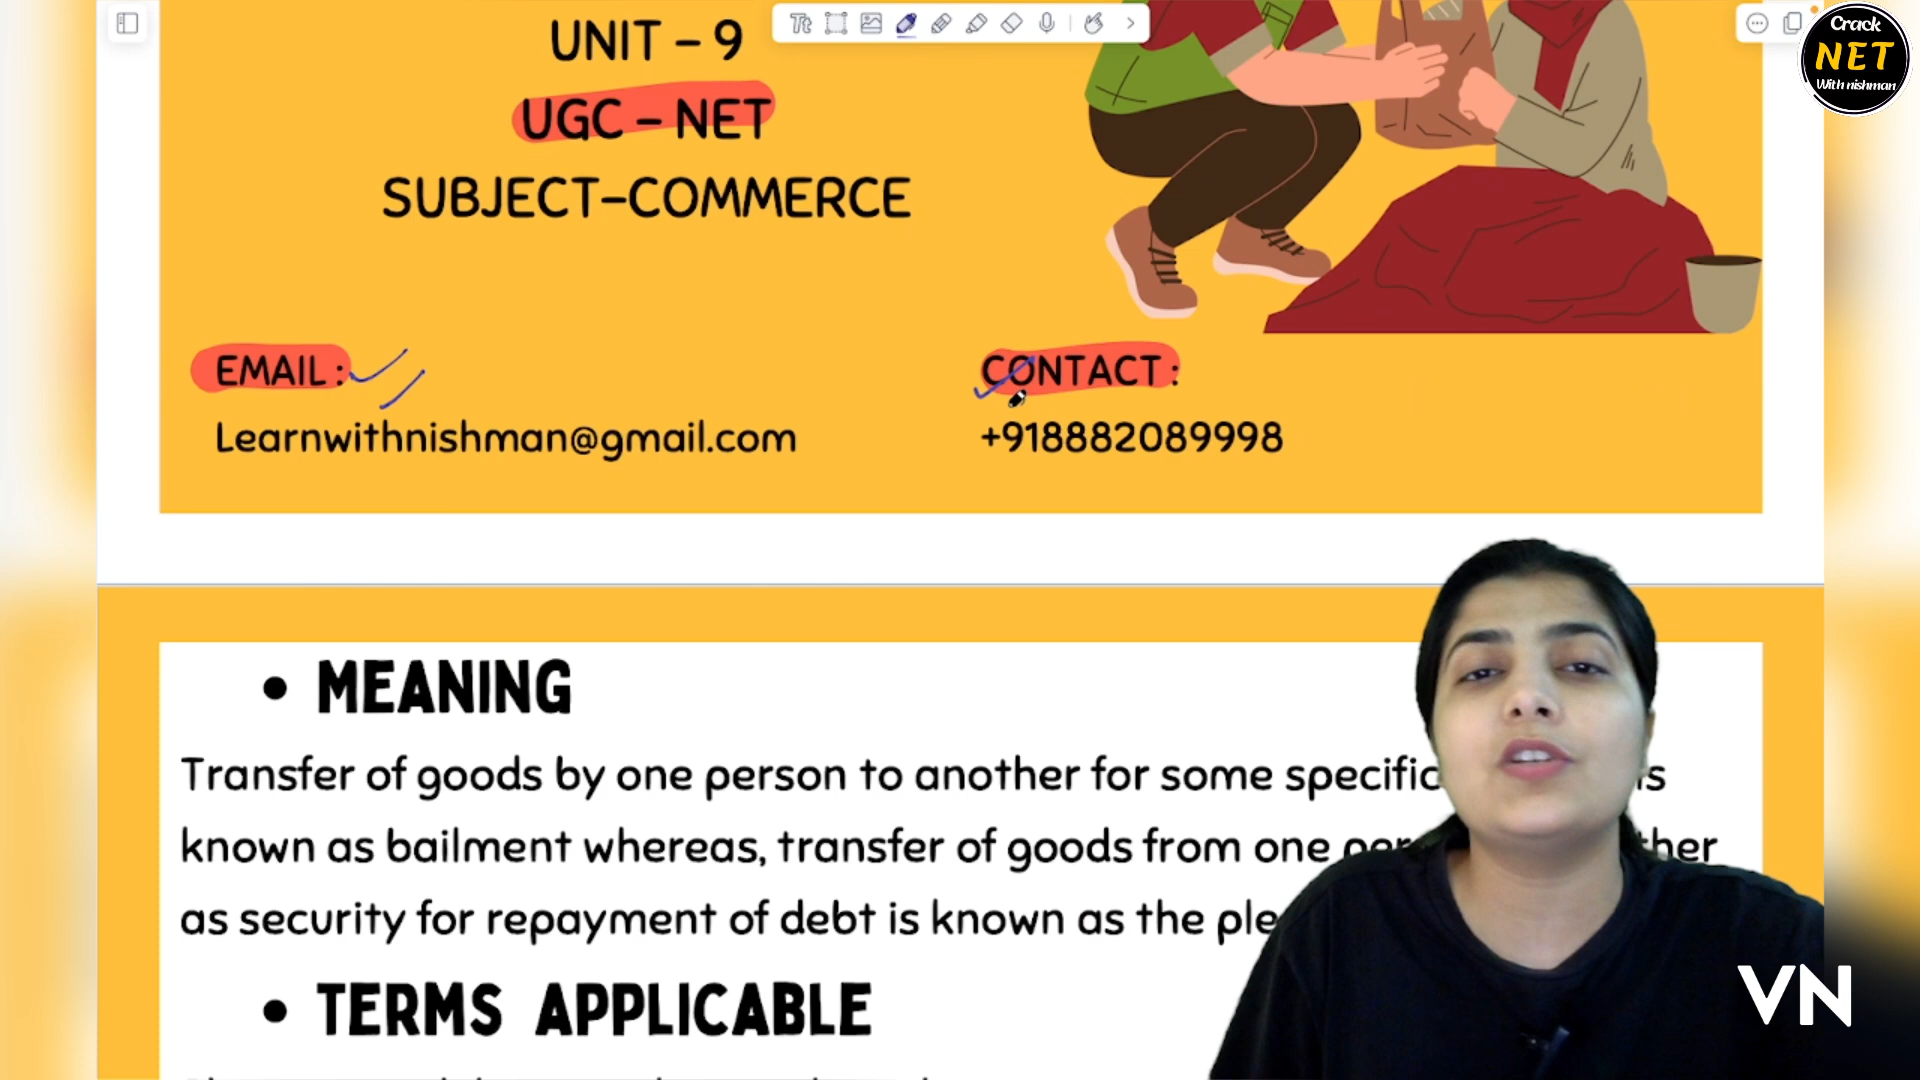 UNIT – 9
Tt
Crack
NET
With nishman
UGC – NET
SUBJECT-COMMERCE
EMAIL :
CONTACT :
Learnwithnishman@gmail.com
+918882089998
• MEANING
Transfer of goods by one person to another for some specific
known as bailment whereas, transfer of goods from one
as security for repayment of debt is known as the
• TERMS APPLICABLE
VN